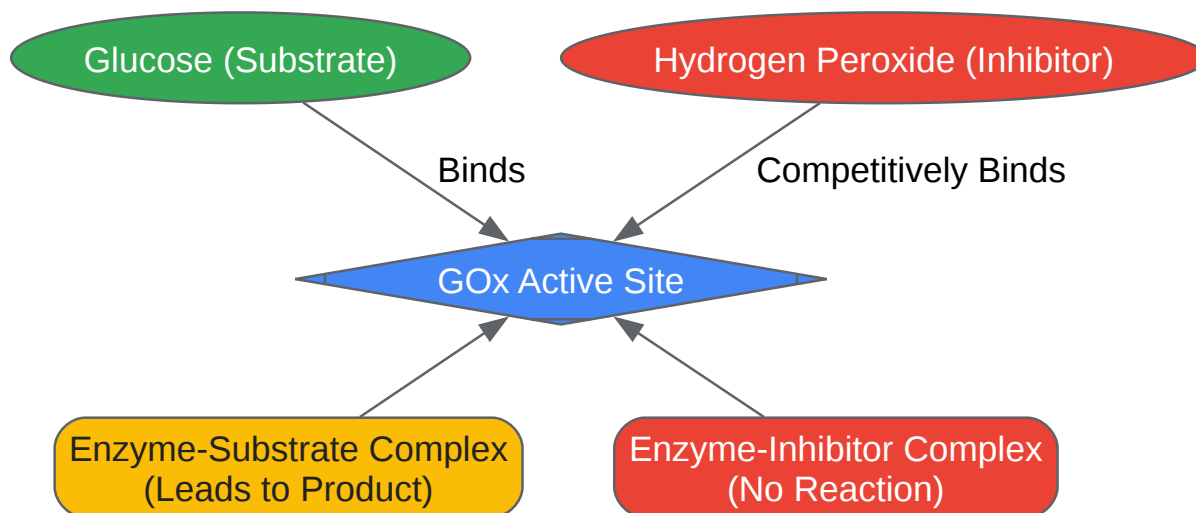 Glucose (Substrate)
Hydrogen Peroxide (Inhibitor)
Binds
Competitively Binds
GOx Active Site
Enzyme-Substrate Complex
(Leads to Product)
Enzyme-Inhibitor Complex
(No Reaction)